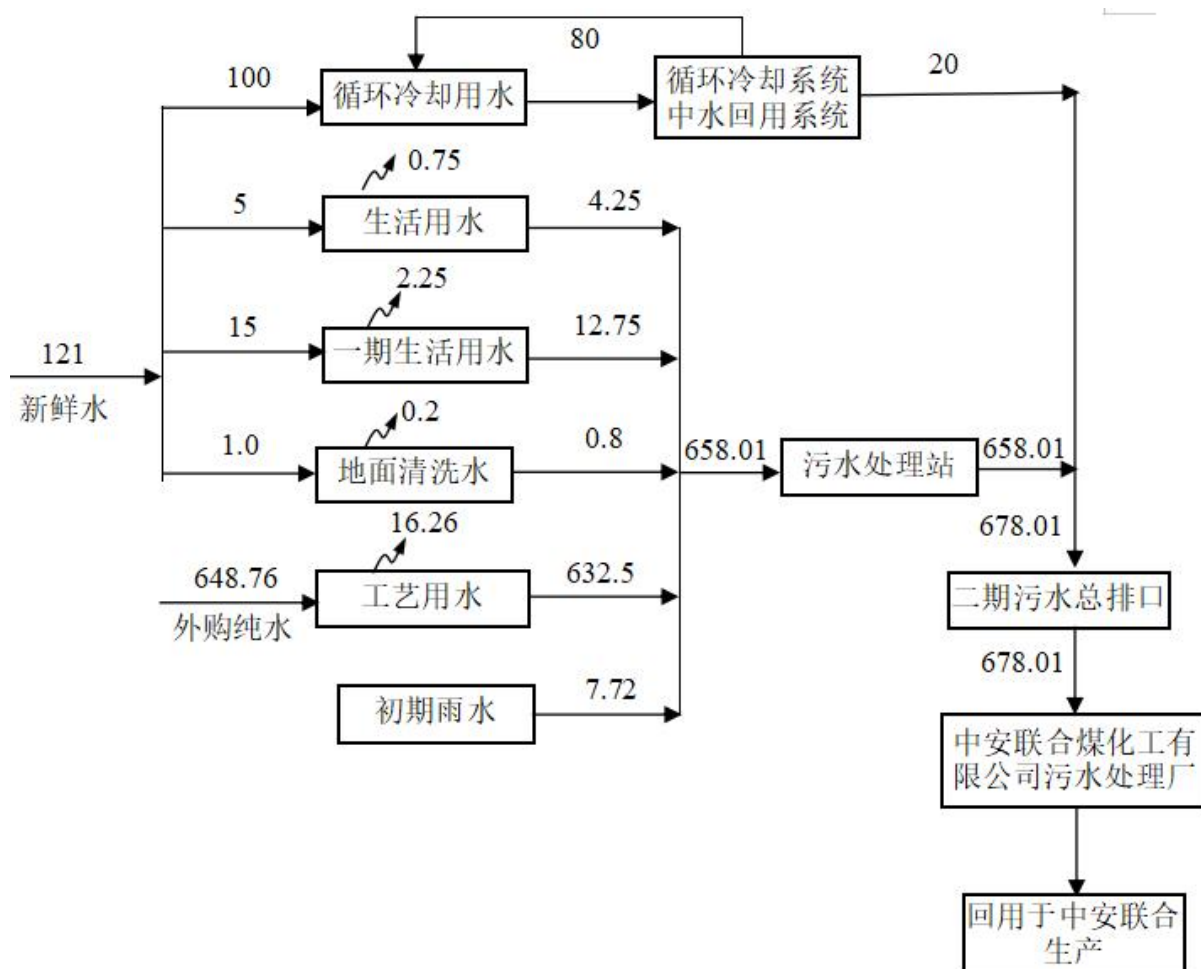 80
100
循环冷却用水
循环冷却系统
中水回用系统
20
0.75
5
生活用水
4.25
2.25
15
一期生活用水
12.75
121
新鲜水
0.2
1.0
地面清洗水
0.8
658.01
污水处理站
658.01
16.26
678.01
648.76
外购纯水
工艺用水
632.5
二期污水总排口
678.01
7.72
初期雨水
中安联合煤化工有
限公司污水处理厂
回用于中安联合
生产